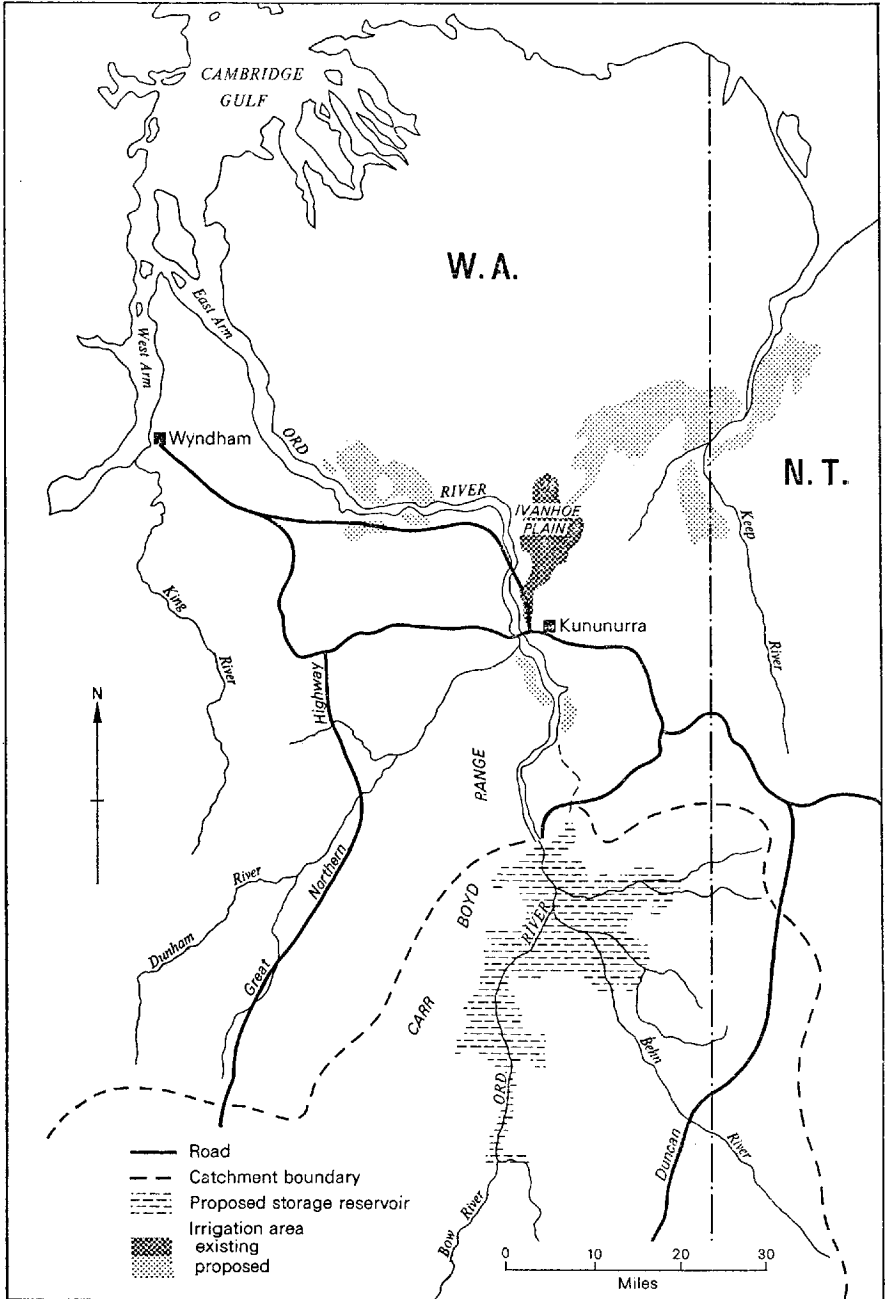 CAMBRIDGE
GULF
W. A.
East Arm
West Arm
Wyndham
ORD
RIVER
IVANHOE
PLAIN
N. T.
Keep
River
King
River
Kununurra
N
Highway
RANGE
Northern
River
Dunham
Great
BOYD
RIVER
CARR
Behn
River
ORD
Duncan
River
Bow
Road
Catchment boundary
Proposed storage reservoir
Irrigation area
existing
proposed
0 10 20 30
Miles